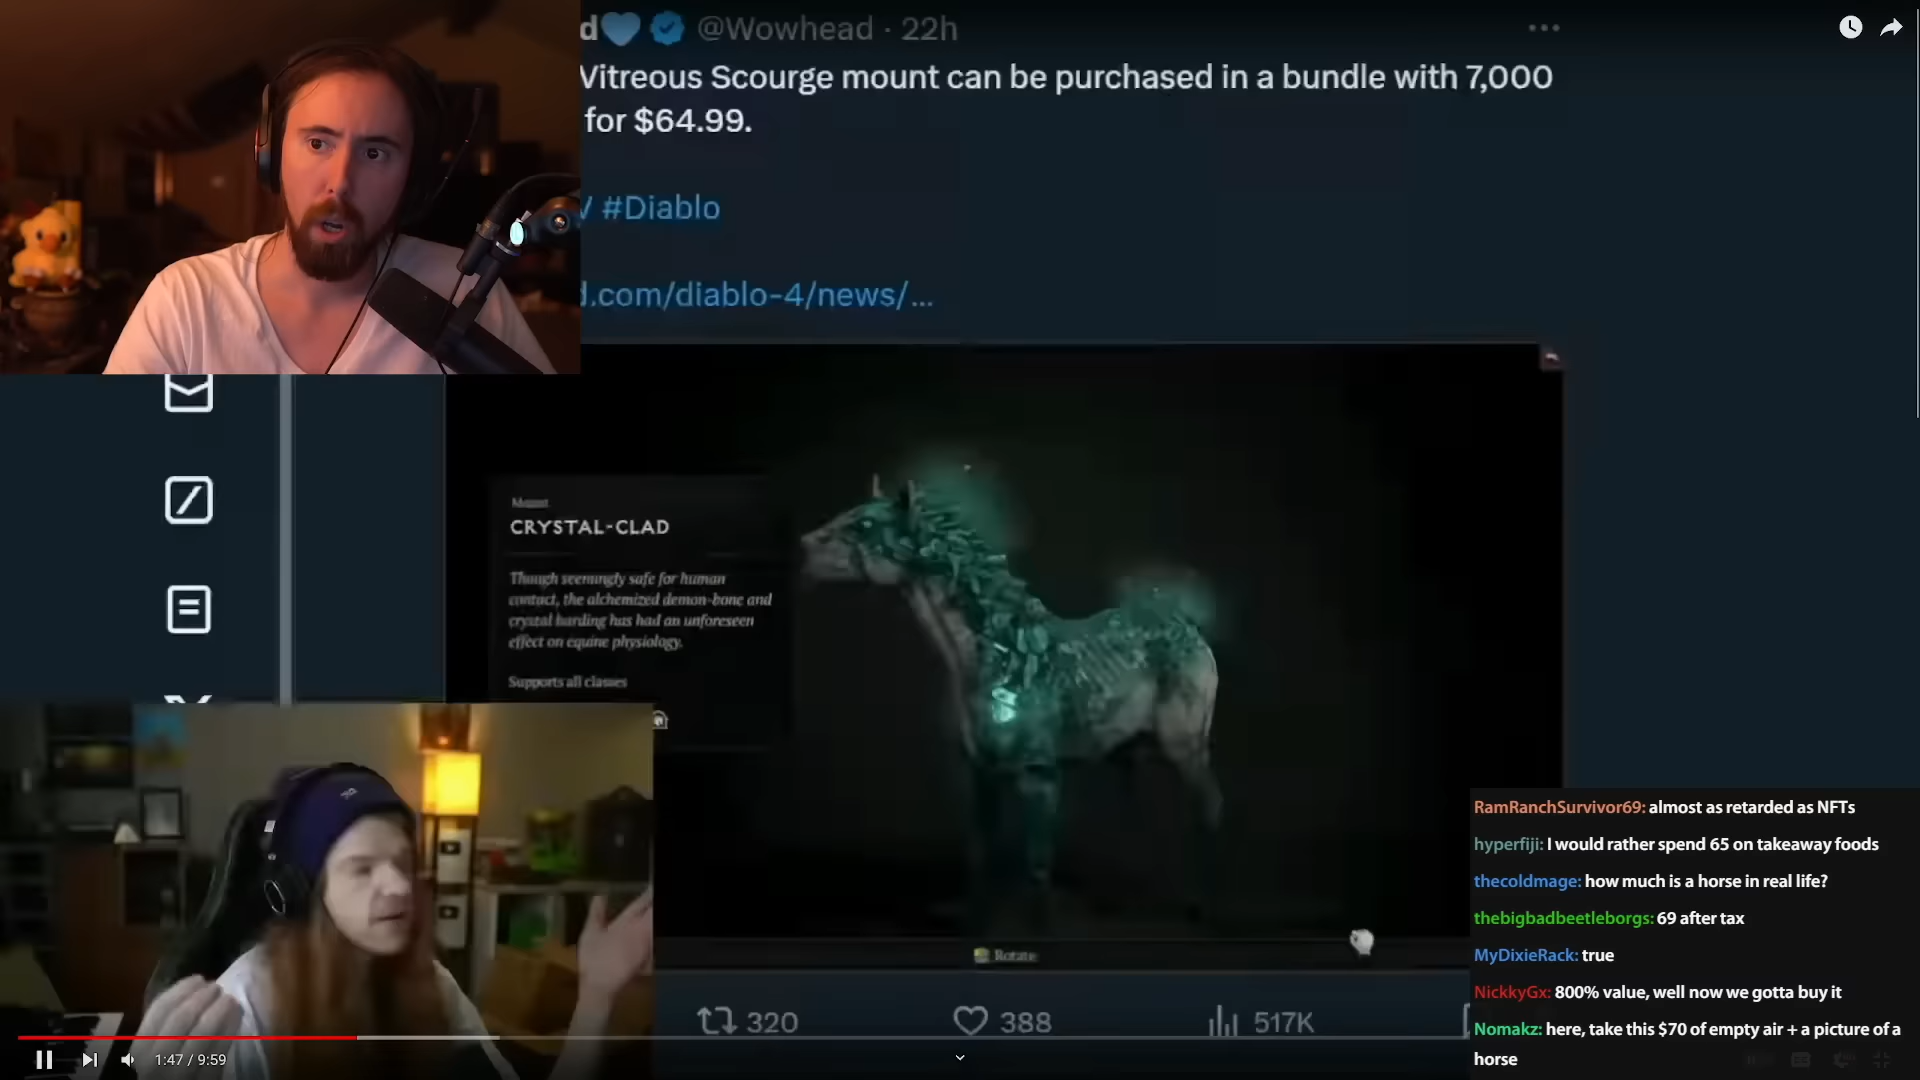 d @Wowhead · 22h
Vitreous Scourge mount can be purchased in a bundle with 7,000
for $64.99.
V #Diablo
d.com/diablo-4/news/...
Mount
CRYSTAL-CLAD
Though seemingly safe for human
contact, the alchemized demon-bone and
crystal barding has had an unforeseen
effect on equine physiology.
Supports all classes
Rotate
320 388 517K
RamRanchSurvivor69: almost as retarded as NFTs
hyperfiji: I would rather spend 65 on takeaway foods
thecoldmage: how much is a horse in real life?
thebigbadbeetleborgs: 69 after tax
MyDixieRack: true
NickkyGx: 800% value, well now we gotta buy it
Nomakz: here, take this $70 of empty air + a picture of a
horse
1:47 / 9:59